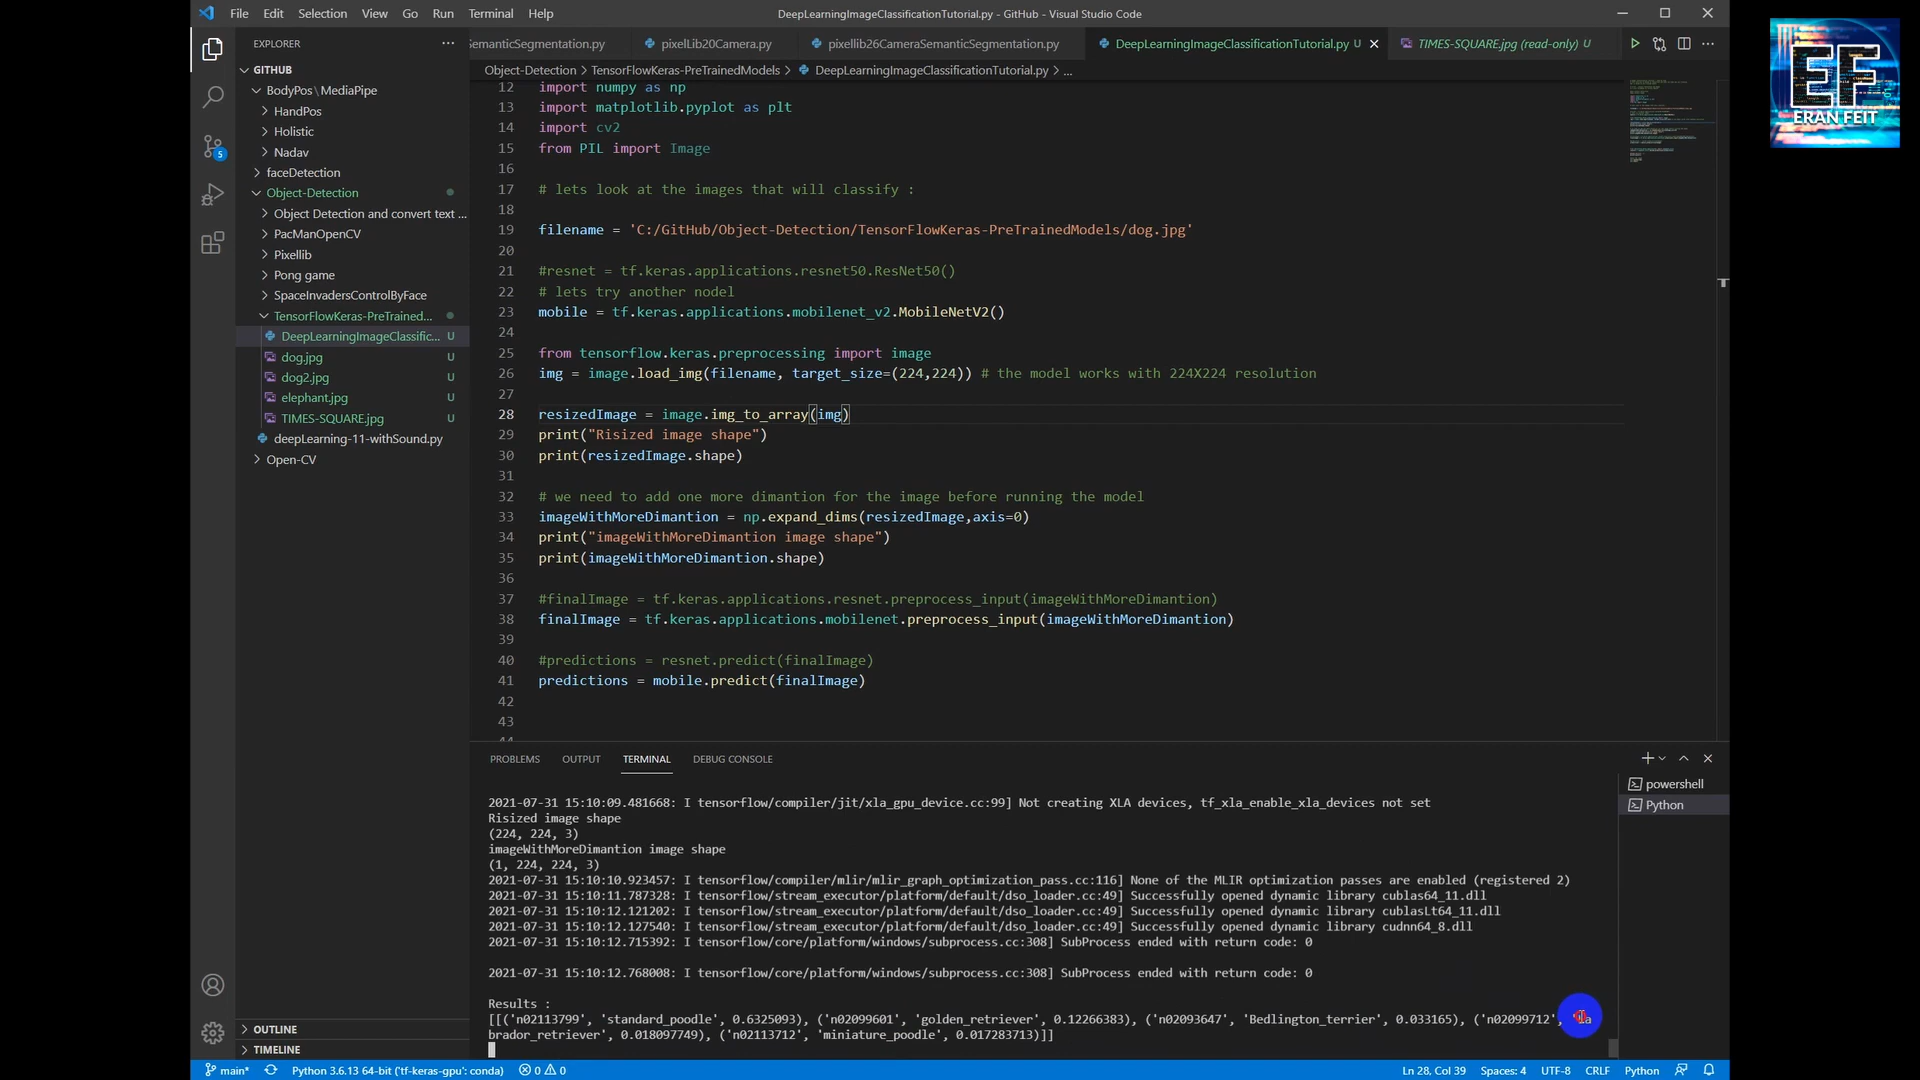 File Edit Selection View Go Run Terminal Help
DeepLearningImageClassificationTutorial.py - GitHub - Visual Studio Code
EXPLORER
SemanticSegmentation.py
pixelLib20Camera.py
pixellib26CameraSemanticSegmentation.py
DeepLearningImageClassificationTutorial.py U
TIMES-SQUARE.jpg (read-only) U
GITHUB
BodyPos \ MediaPipe
HandPos
Holistic
Nadav
faceDetection
Object-Detection
Object Detection and convert text ...
PacManOpenCV
Pixellib
Pong game
SpaceInvadersControlByFace
TensorFlowKeras-PreTrained...
DeepLearningImageClassific... U
dog.jpg U
dog2.jpg U
elephant.jpg U
TIMES-SQUARE.jpg U
deepLearning-11-withSound.py
Open-CV
OUTLINE
TIMELINE
5
Object-Detection > TensorFlowKeras-PreTrainedModels > DeepLearningImageClassificationTutorial.py > ...
12 import numpy as np
13 import matplotlib.pyplot as plt
14 import cv2
15 from PIL import Image
16
17 # lets look at the images that will classify :
18
19 filename = 'C:/GitHub/Object-Detection/TensorFlowKeras-PreTrainedModels/dog.jpg'
20
21 #resnet = tf.keras.applications.resnet50.ResNet50()
22 # lets try another nodel
23 mobile = tf.keras.applications.mobilenet_v2.MobileNetV2()
24
25 from tensorflow.keras.preprocessing import image
26 img = image.load_img(filename, target_size=(224,224)) # the model works with 224X224 resolution
27
28 resizedImage = image.img_to_array(img)
29 print("Risized image shape")
30 print(resizedImage.shape)
31
32 # we need to add one more dimantion for the image before running the model
33 imageWithMoreDimantion = np.expand_dims(resizedImage,axis=0)
34 print("imageWithMoreDimantion image shape")
35 print(imageWithMoreDimantion.shape)
36
37 #finalImage = tf.keras.applications.resnet.preprocess_input(imageWithMoreDimantion)
38 finalImage = tf.keras.applications.mobilenet.preprocess_input(imageWithMoreDimantion)
39
40 #predictions = resnet.predict(finalImage)
41 predictions = mobile.predict(finalImage)
42
43
44
PROBLEMS OUTPUT TERMINAL DEBUG CONSOLE
powershell
Python
2021-07-31 15:10:09.481668: I tensorflow/compiler/jit/xla_gpu_device.cc:99] Not creating XLA devices, tf_xla_enable_xla_devices not set
Risized image shape
(224, 224, 3)
imageWithMoreDimantion image shape
(1, 224, 224, 3)
2021-07-31 15:10:10.923457: I tensorflow/compiler/mlir/mlir_graph_optimization_pass.cc:116] None of the MLIR optimization passes are enabled (registered 2)
2021-07-31 15:10:11.787328: I tensorflow/stream_executor/platform/default/dso_loader.cc:49] Successfully opened dynamic library cublas64_11.dll
2021-07-31 15:10:12.121202: I tensorflow/stream_executor/platform/default/dso_loader.cc:49] Successfully opened dynamic library cublasLt64_11.dll
2021-07-31 15:10:12.127540: I tensorflow/stream_executor/platform/default/dso_loader.cc:49] Successfully opened dynamic library cudnn64_8.dll
2021-07-31 15:10:12.715392: I tensorflow/core/platform/windows/subprocess.cc:308] SubProcess ended with return code: 0
2021-07-31 15:10:12.768008: I tensorflow/core/platform/windows/subprocess.cc:308] SubProcess ended with return code: 0
Results :
[[('n02113799', 'standard_poodle', 0.6325093), ('n02099601', 'golden_retriever', 0.12266383), ('n02093647', 'Bedlington_terrier', 0.033165), ('n02099712', 'la
brador_retriever', 0.018097749), ('n02113712', 'miniature_poodle', 0.017283713)]]
main* Python 3.6.13 64-bit ('tf-keras-gpu': conda) 0 0
Ln 28, Col 39 Spaces: 4 UTF-8 CRLF Python
EF
ERAN FEIT